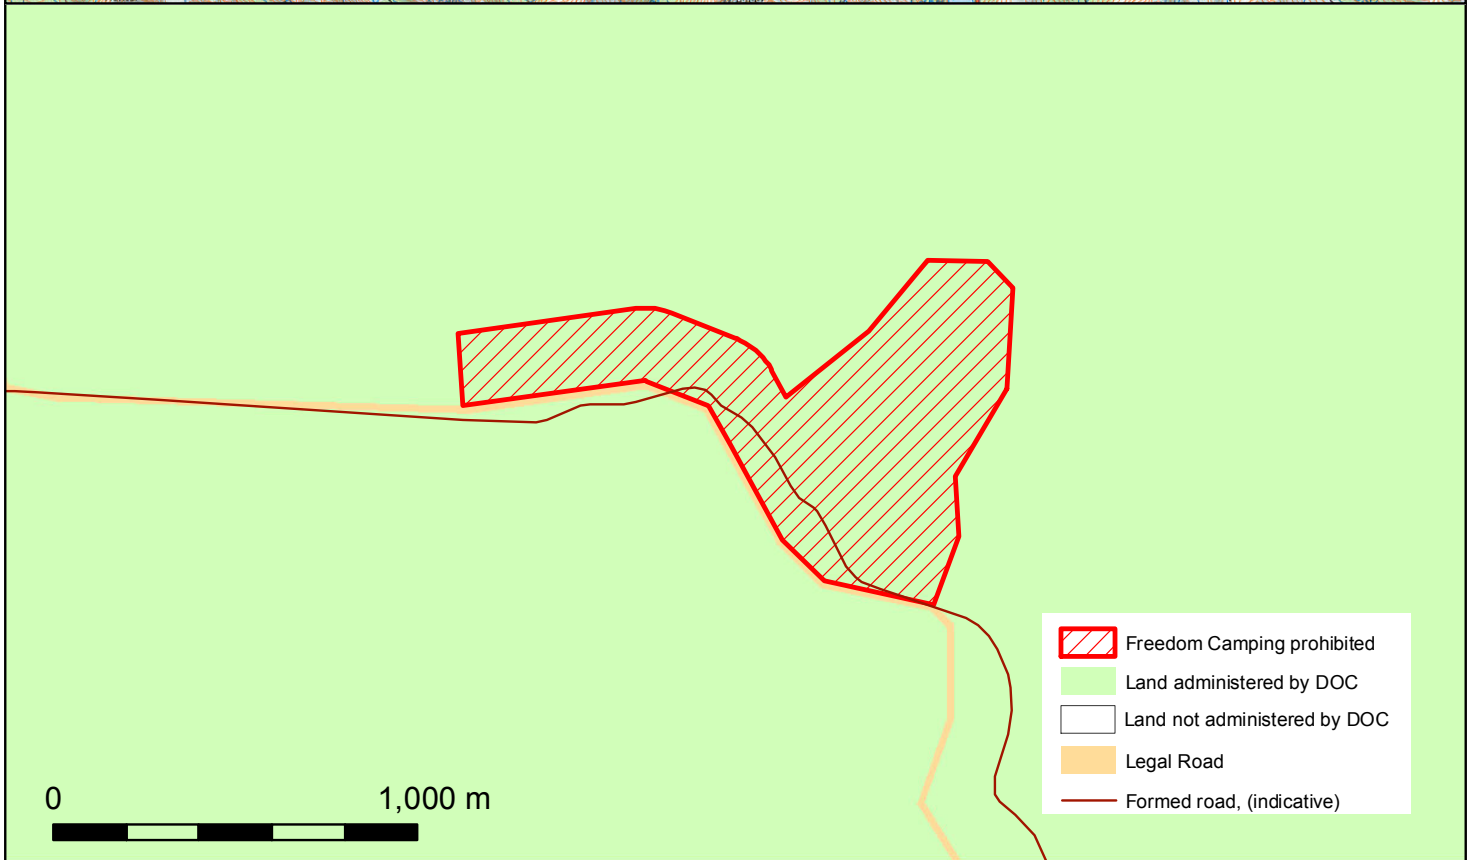 Freedom Camping prohibited
Land administered by DOC
Land not administered by DOC
Legal Road
Formed road, (indicative)
0 1,000 m